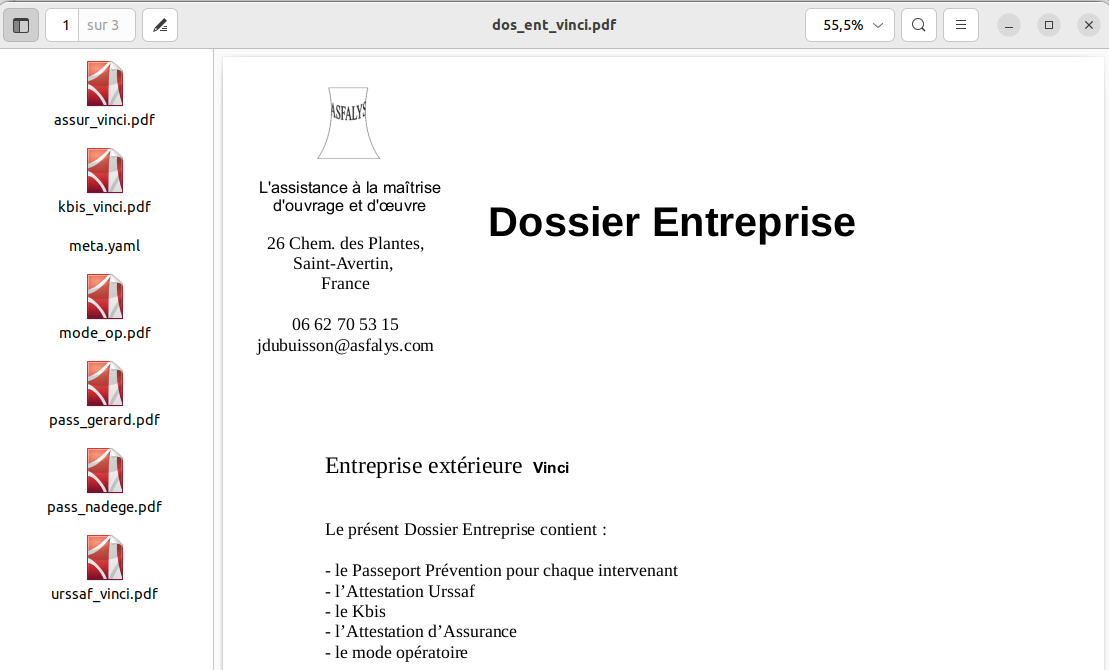 1 sur 3
dos_ent_vinci.pdf
55,5%
assur_vinci.pdf
kbis_vinci.pdf
meta.yaml
mode_op.pdf
pass_gerard.pdf
pass_nadege.pdf
urssaf_vinci.pdf
ASFALYS
L'assistance à la maîtrise
d'ouvrage et d'œuvre
26 Chem. des Plantes,
Saint-Avertin,
France
06 62 70 53 15
jdubuisson@asfalys.com
Dossier Entreprise
Entreprise extérieure Vinci
Le présent Dossier Entreprise contient :
- le Passeport Prévention pour chaque intervenant
- l’Attestation Urssaf
- le Kbis
- l’Attestation d’Assurance
- le mode opératoire